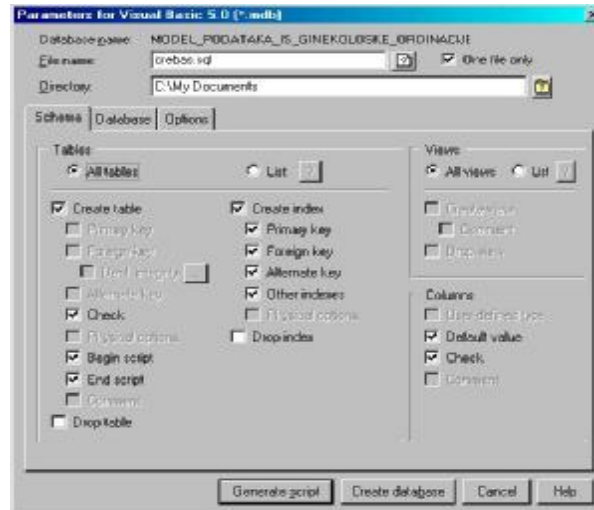 Parameters for Visual Basic 5.0 (*.mdb)
Database name: MODEL_PODATAKA_IS_GINEKOLOSKE_ORDINACIJE
File name: crebas.sql One file only
Directory: C:\My Documents
Schema Database Options
Tables
All tables List ?
Create table
Primary key
Foreign key
Alternate key
Check
Physical options
Begin script
End script
Comment
Drop table
Create index
Primary key
Foreign key
Alternate key
Other indexes
Physical options
Drop index
Views
All views List ?
Create view
Comment
Drop view
Columns
User-defined type
Default value
Check
Comment
Generate script Create database Cancel Help